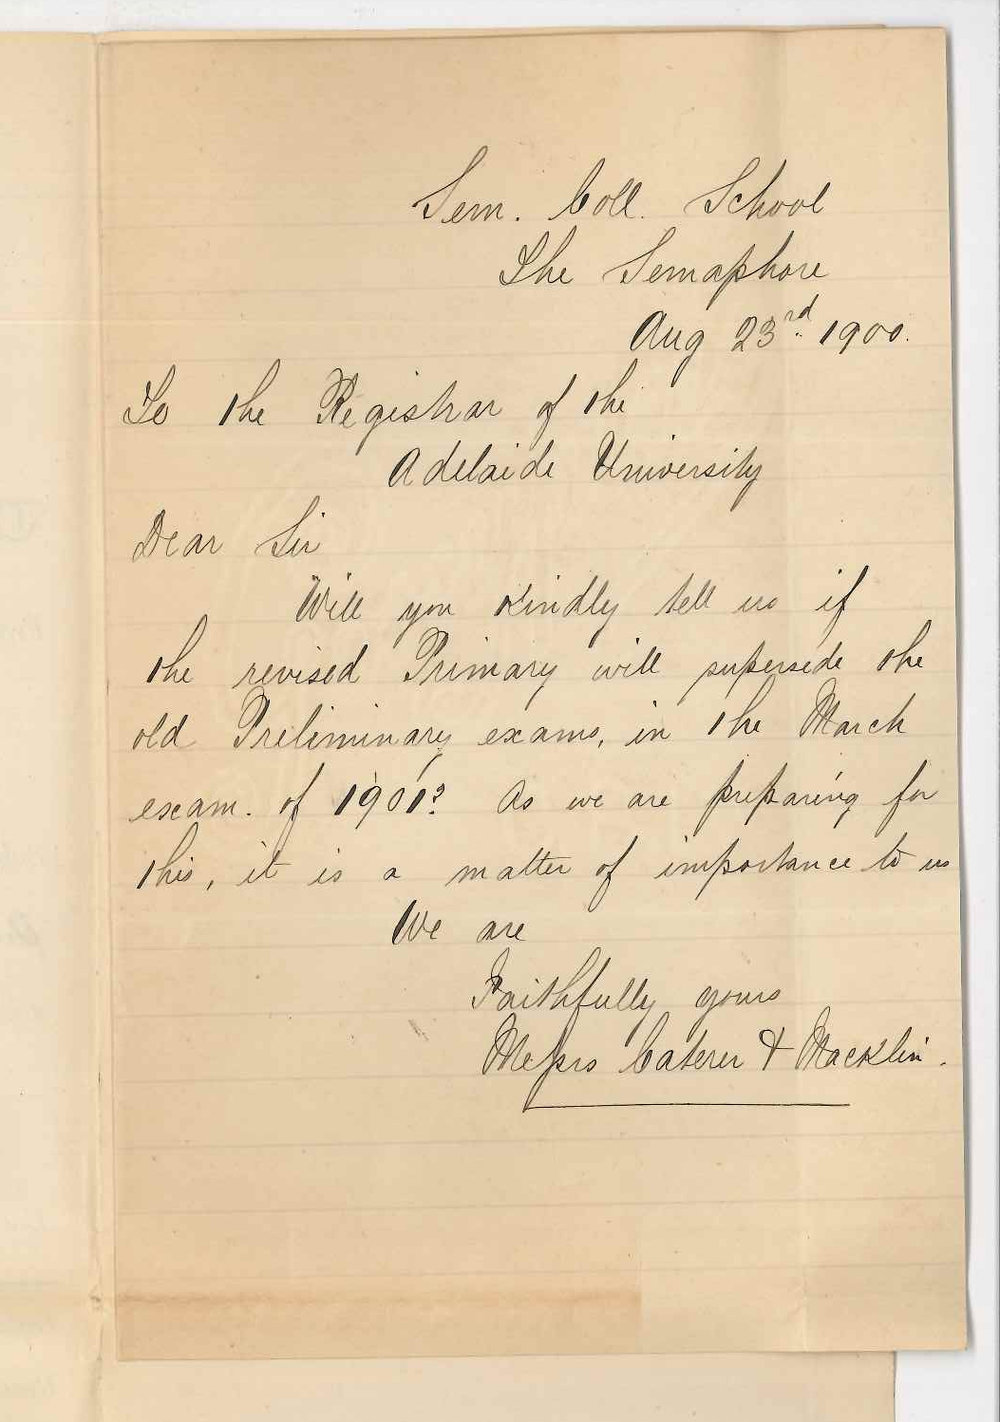 Sem. Coll. School
The Semaphore
Aug 23rd 1900.
To the Registrar of the
Adelaide University
Dear Sir
Will you kindly tell us if
the revised Primary will supersede the
old Preliminary exams, in the March
exam. of 1901? As we are preparing for
this, it is a matter of importance to us
We are
Faithfully yours
Messrs Caterer & Macklin.